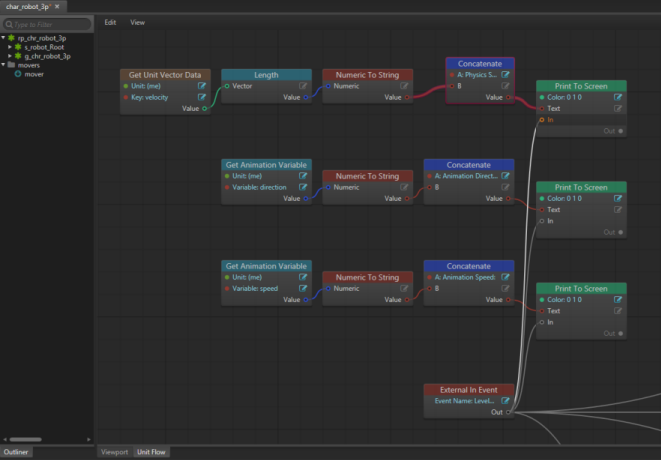 char_robot_3p* ×
Type to Filter
rp_chr_robot_3p
s_robot_Root
g_chr_robot_3p
movers
mover
Outliner
Edit View
Get Unit Vector Data
Unit: (me)
Key: velocity
Value
Length
Vector
Value
Numeric To String
Numeric
Value
Concatenate
A: Physics S...
B
Value
Print To Screen
Color: 0 1 0
Text
In
Out
Get Animation Variable
Unit: (me)
Variable: direction
Value
Numeric To String
Numeric
Value
Concatenate
A: Animation Direct...
B
Value
Print To Screen
Color: 0 1 0
Text
In
Out
Get Animation Variable
Unit: (me)
Variable: speed
Value
Numeric To String
Numeric
Value
Concatenate
A: Animation Speed:
B
Value
Print To Screen
Color: 0 1 0
Text
In
Out
External In Event
Event Name: Level...
Out
Viewport Unit Flow